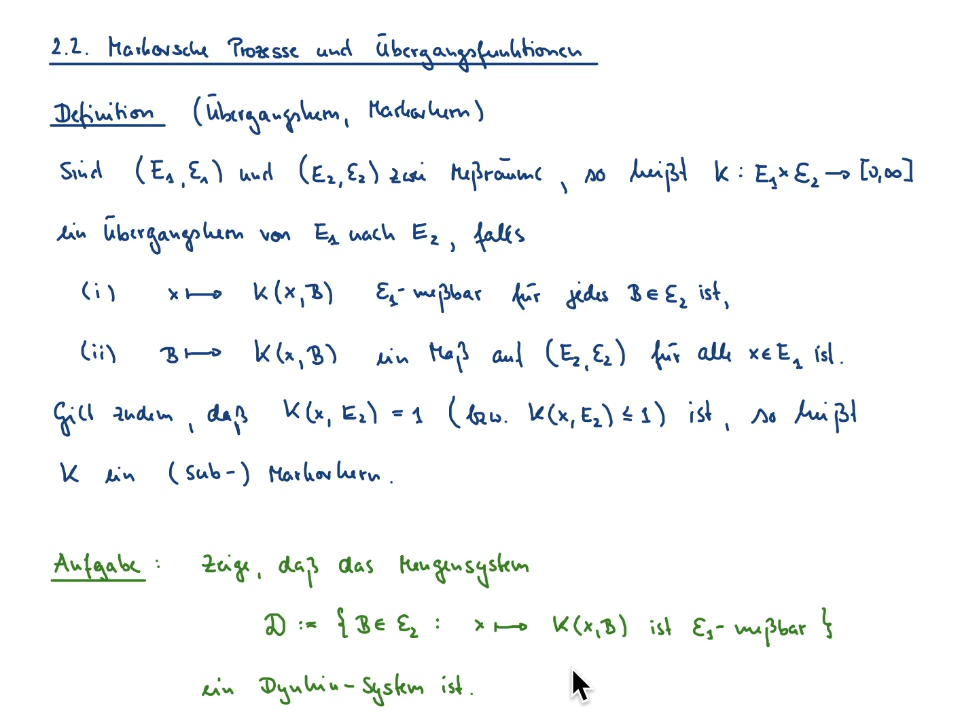 2.2. Markovsche Prozesse und Übergangsfunktionen
Definition (Übergangskern, Markovkern)
Sind (E₁, ℰ₁) und (E₂, ℰ₂) zwei Meßräume, so heißt K : E₁ × ℰ₂ → [0,∞]
ein Übergangskern von E₁ nach E₂, falls
(i) x ↦ K(x,B) ℰ₁-meßbar für jedes B ∈ ℰ₂ ist,
(ii) B ↦ K(x,B) ein Maß auf (E₂, ℰ₂) für alle x ∈ E₁ ist.
Gilt zudem, daß K(x, E₂) = 1 (bzw. K(x, E₂) ≤ 1) ist, so heißt
K ein (Sub-) Markovkern.
Aufgabe : Zeige, daß das Mengensystem
𝒟 := { B ∈ ℰ₂ : x ↦ K(x,B) ist ℰ₁-meßbar }
ein Dynkin-System ist.